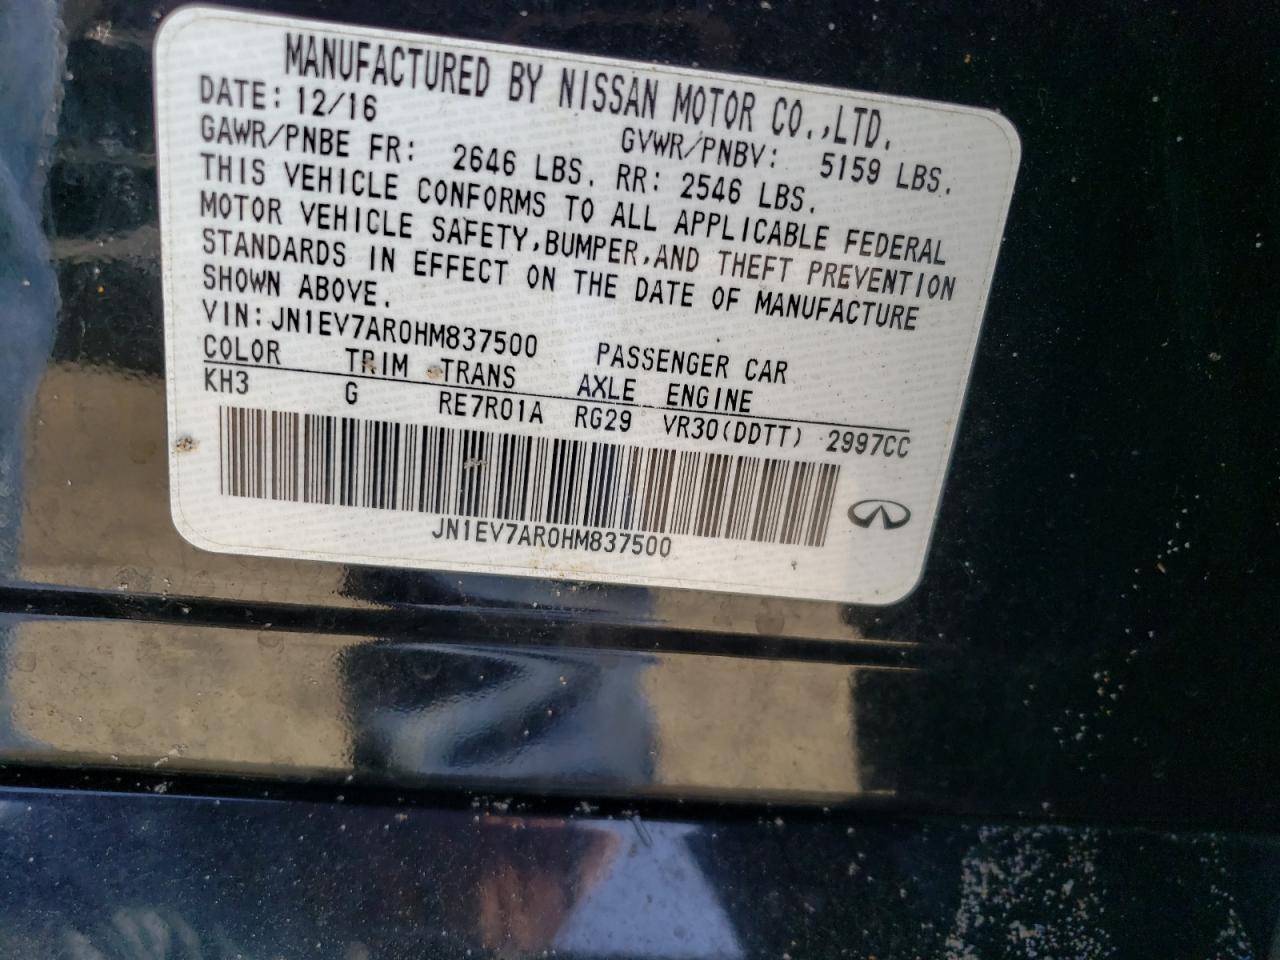 MANUFACTURED BY NISSAN MOTOR CO.,LTD.
DATE: 12/16 GVWR/PNBV: 5159 LBS.
GAWR/PNBE FR: 2646 LBS. RR: 2546 LBS.
THIS VEHICLE CONFORMS TO ALL APPLICABLE FEDERAL
MOTOR VEHICLE SAFETY,BUMPER,AND THEFT PREVENTION
STANDARDS IN EFFECT ON THE DATE OF MANUFACTURE
SHOWN ABOVE.
VIN:JN1EV7AR0HM837500 PASSENGER CAR
COLOR TRIM TRANS AXLE ENGINE
KH3 G RE7R01A RG29 VR30(DDTT) 2997CC
JN1EV7AR0HM837500